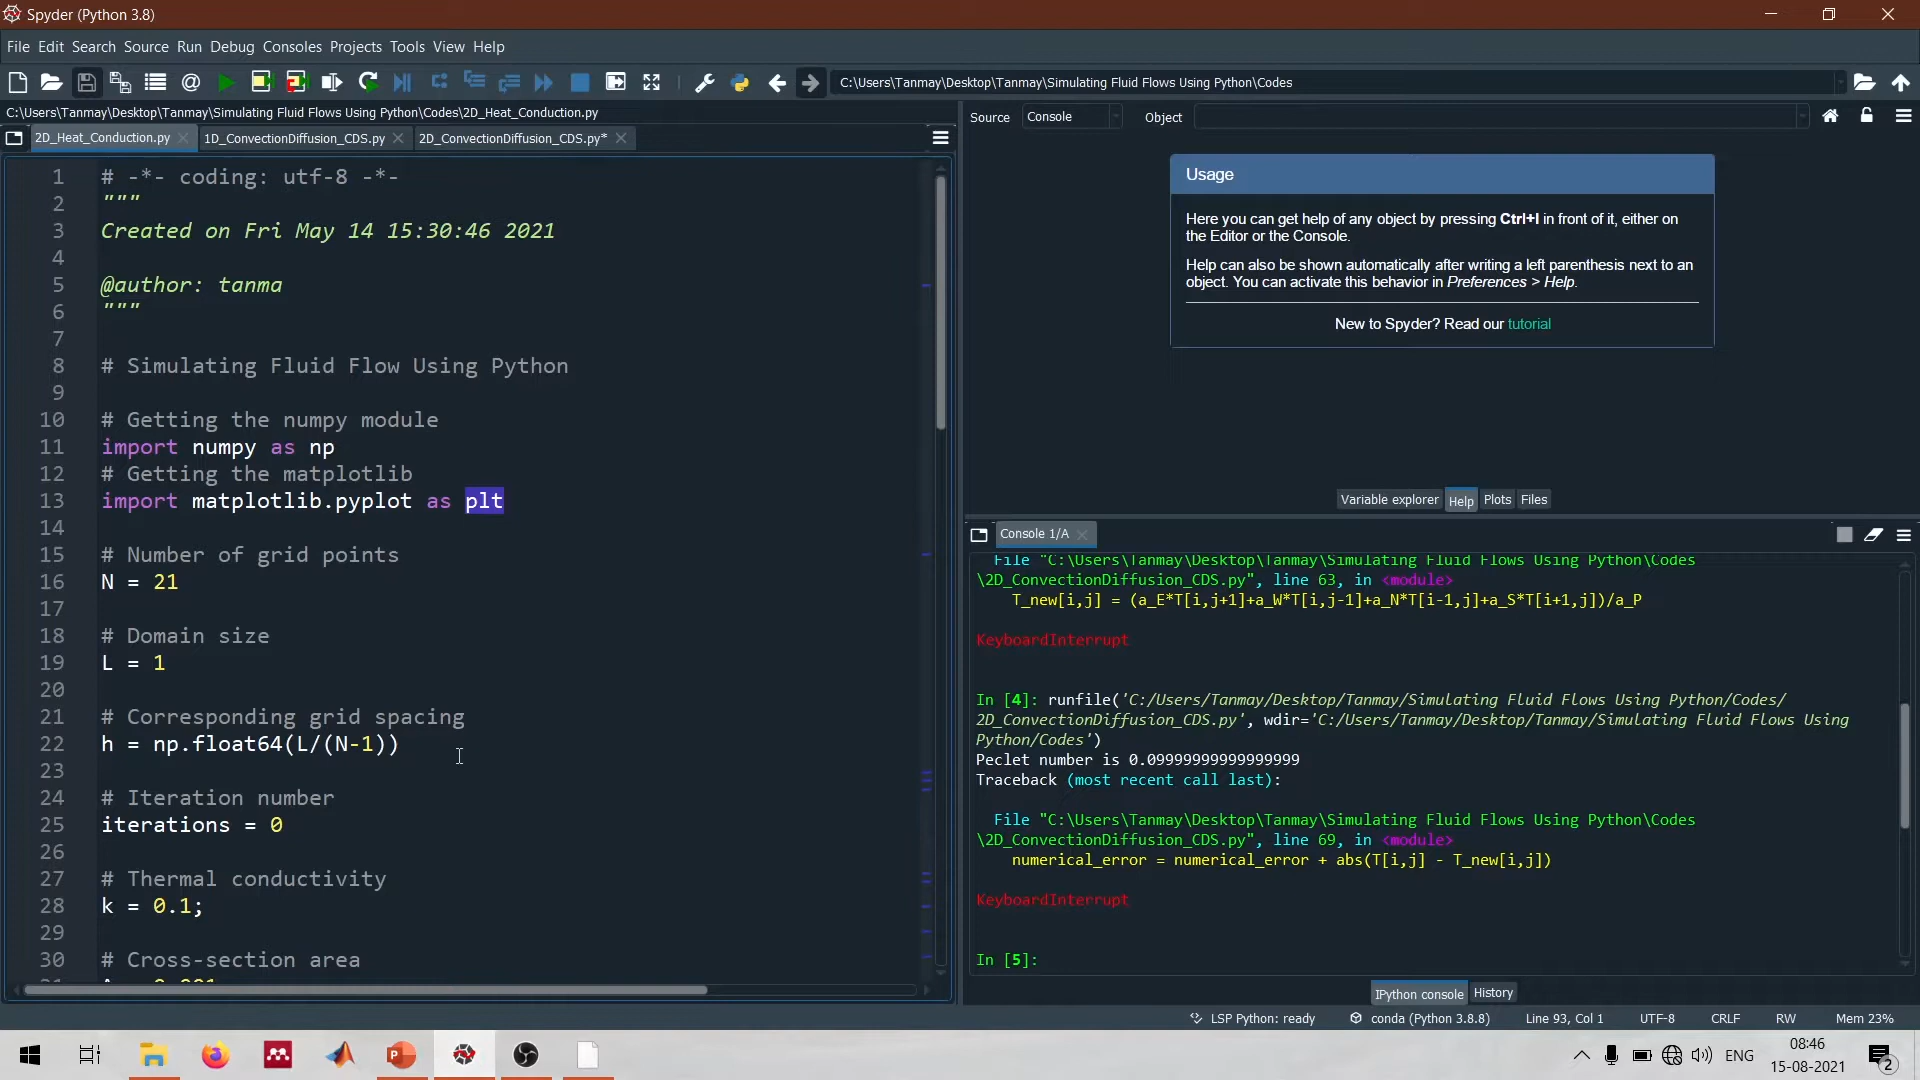 Spyder (Python 3.8)
File Edit Search Source Run Debug Consoles Projects Tools View Help
C:\Users\Tanmay\Desktop\Tanmay\Simulating Fluid Flows Using Python\Codes
C:\Users\Tanmay\Desktop\Tanmay\Simulating Fluid Flows Using Python\Codes\2D_Heat_Conduction.py
2D_Heat_Conduction.py 1D_ConvectionDiffusion_CDS.py 2D_ConvectionDiffusion_CDS.py*
1 # -*- coding: utf-8 -*-
2 """
3 Created on Fri May 14 15:30:46 2021
4
5 @author: tanma
6 """
7
8 # Simulating Fluid Flow Using Python
9
10 # Getting the numpy module
11 import numpy as np
12 # Getting the matplotlib
13 import matplotlib.pyplot as plt
14
15 # Number of grid points
16 N = 21
17
18 # Domain size
19 L = 1
20
21 # Corresponding grid spacing
22 h = np.float64(L/(N-1))
23
24 # Iteration number
25 iterations = 0
26
27 # Thermal conductivity
28 k = 0.1;
29
30 # Cross-section area
Source Console Object
Usage
Here you can get help of any object by pressing Ctrl+I in front of it, either on
the Editor or the Console.
Help can also be shown automatically after writing a left parenthesis next to an
object. You can activate this behavior in Preferences > Help.
New to Spyder? Read our tutorial
Variable explorer Help Plots Files
Console 1/A
File "C:\Users\Tanmay\Desktop\Tanmay\Simulating Fluid Flows Using Python\Codes
\2D_ConvectionDiffusion_CDS.py", line 63, in <module>
T_new[i,j] = (a_E*T[i,j+1]+a_W*T[i,j-1]+a_N*T[i-1,j]+a_S*T[i+1,j])/a_P
KeyboardInterrupt
In [4]: runfile('C:/Users/Tanmay/Desktop/Tanmay/Simulating Fluid Flows Using Python/Codes/
2D_ConvectionDiffusion_CDS.py', wdir='C:/Users/Tanmay/Desktop/Tanmay/Simulating Fluid Flows Using
Python/Codes')
Peclet number is 0.09999999999999999
Traceback (most recent call last):
File "C:\Users\Tanmay\Desktop\Tanmay\Simulating Fluid Flows Using Python\Codes
\2D_ConvectionDiffusion_CDS.py", line 69, in <module>
numerical_error = numerical_error + abs(T[i,j] - T_new[i,j])
KeyboardInterrupt
In [5]:
IPython console History
LSP Python: ready conda (Python 3.8.8) Line 93, Col 1 UTF-8 CRLF RW Mem 23%
ENG
08:46
15-08-2021
2